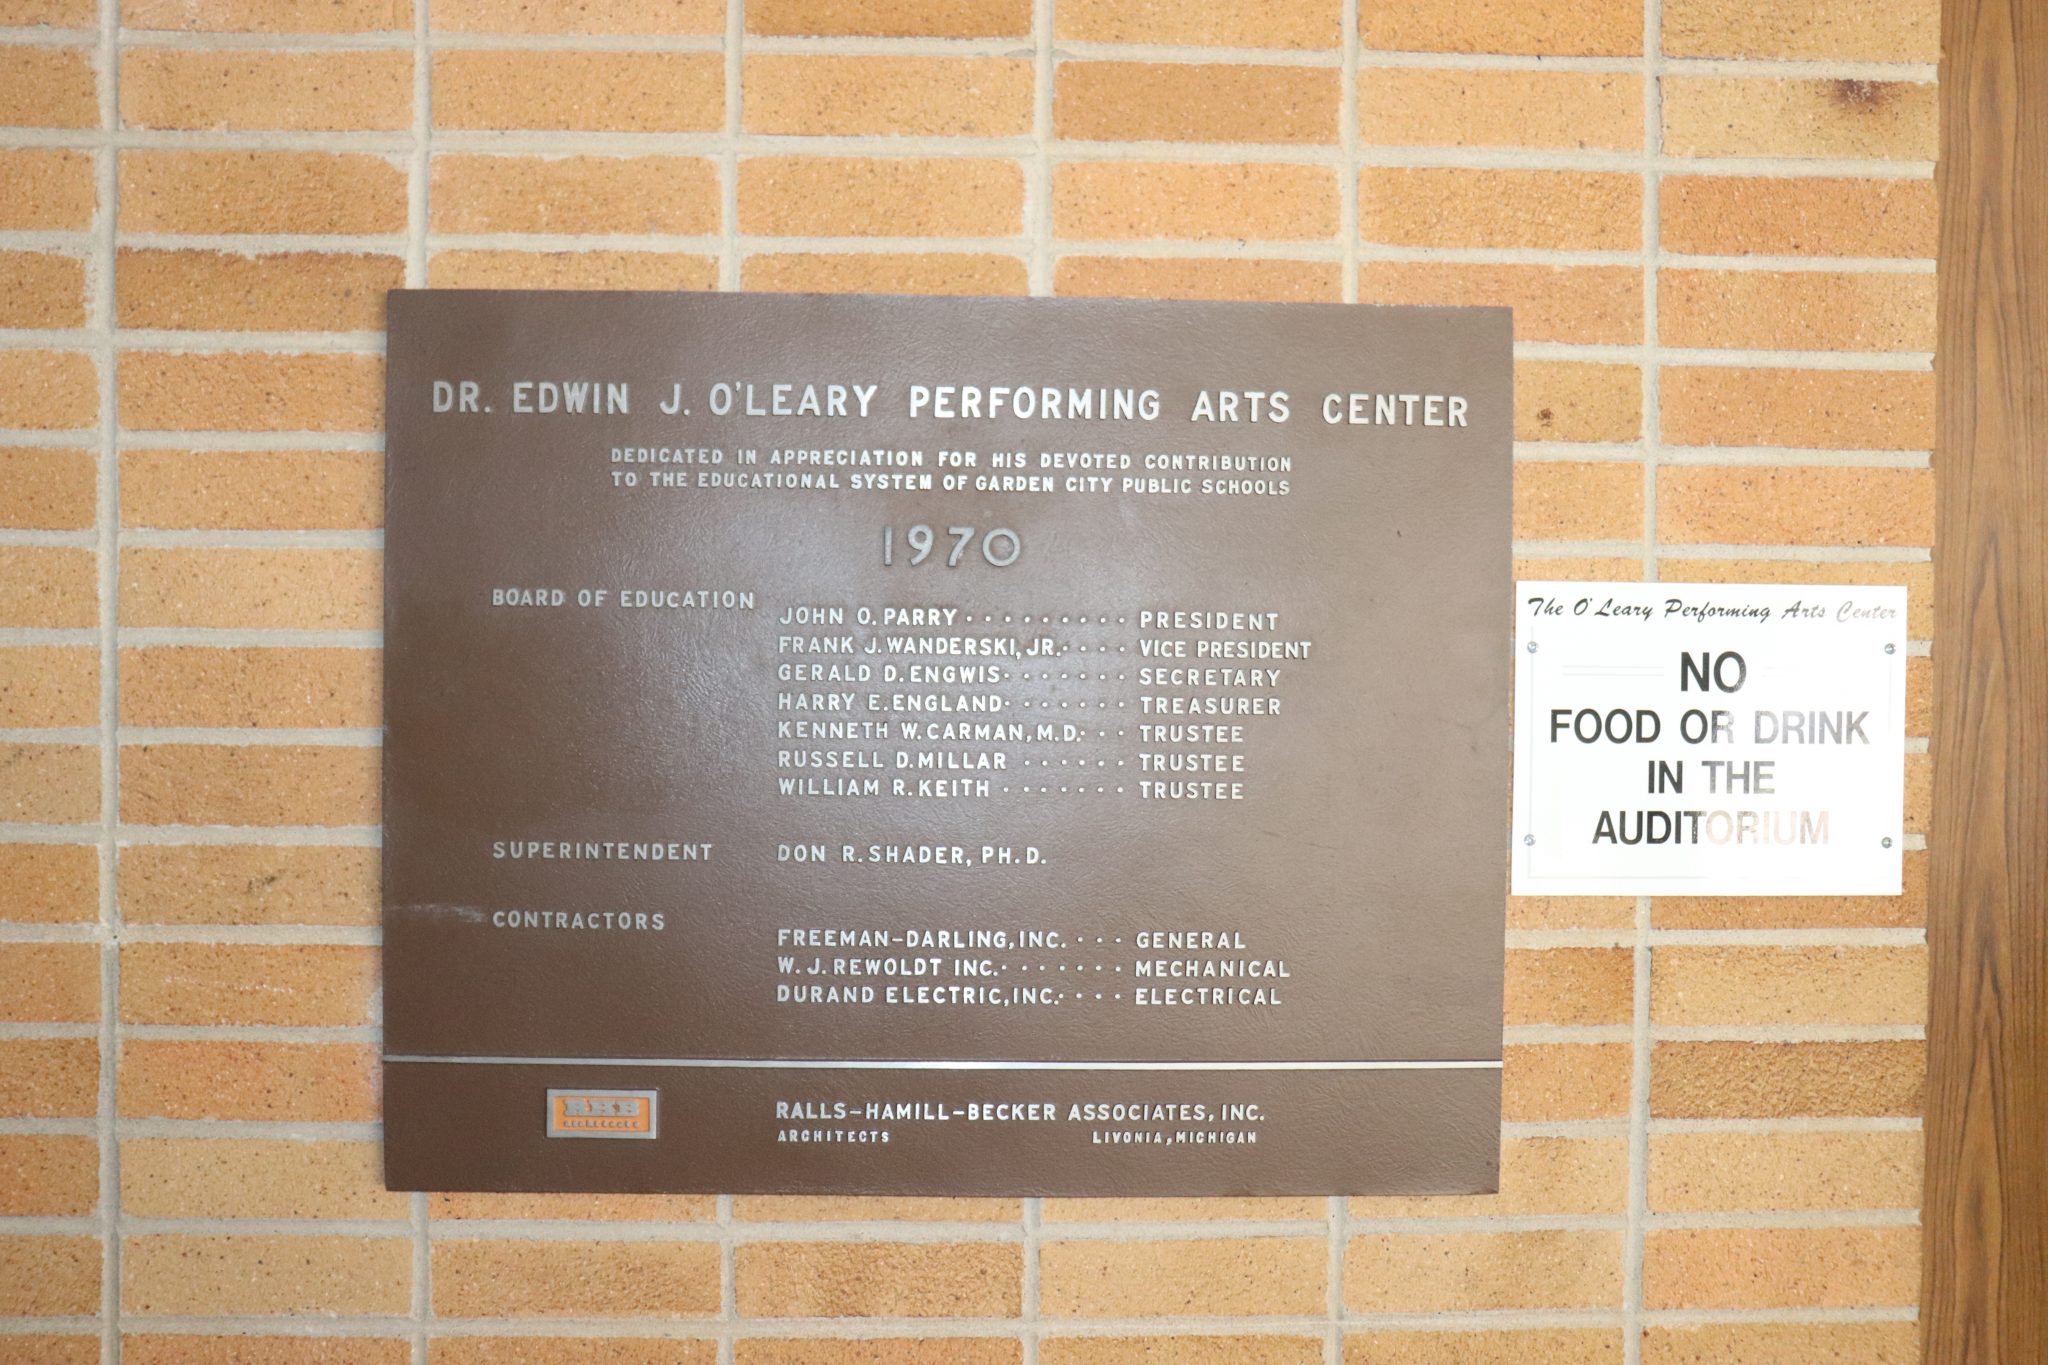 DR. EDWIN J. O'LEARY PERFORMING ARTS CENTER
DEDICATED IN APPRECIATION FOR HIS DEVOTED CONTRIBUTION
TO THE EDUCATIONAL SYSTEM OF GARDEN CITY PUBLIC SCHOOLS
1970
BOARD OF EDUCATION
JOHN O. PARRY · · · · · · · · · PRESIDENT
FRANK J. WANDERSKI, JR. · · · · VICE PRESIDENT
GERALD D. ENGWIS · · · · · · · SECRETARY
HARRY E. ENGLAND · · · · · · · TREASURER
KENNETH W. CARMAN, M.D. · · · TRUSTEE
RUSSELL D. MILLAR · · · · · · TRUSTEE
WILLIAM R. KEITH · · · · · · · TRUSTEE
SUPERINTENDENT DON R. SHADER, PH. D.
CONTRACTORS
FREEMAN-DARLING, INC. · · · GENERAL
W. J. REWOLDT INC. · · · · · · · MECHANICAL
DURAND ELECTRIC, INC. · · · · ELECTRICAL
RHB
architects
RALLS-HAMILL-BECKER ASSOCIATES, INC.
ARCHITECTS LIVONIA, MICHIGAN
The O'Leary Performing Arts Center
NO
FOOD OR DRINK
IN THE
AUDITORIUM